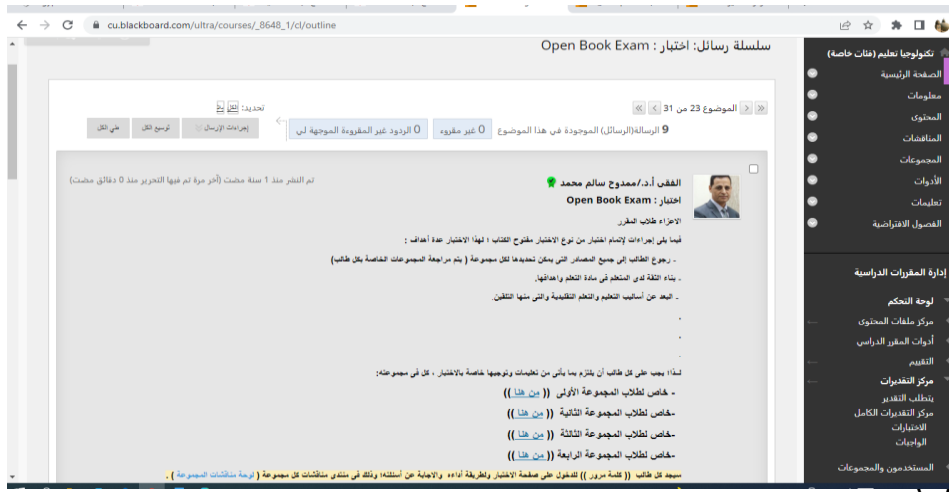 cu.blackboard.com/ultra/courses/_8648_1/cl/outline
سلسلة رسائل: اختبار : Open Book Exam
الموضوع 23 من 31
تحديد: الكل بلا
9 الرسالة(الرسائل) الموجودة في هذا الموضوع
0 غير مقروء
0 الردود غير المقروءة الموجهة لي
إجراءات الإرسال
توسيع الكل
طي الكل
الفقي أ.د./ممدوح سالم محمد
تم النشر منذ 1 سنة مضت (آخر مرة تم فيها التحرير منذ 0 دقائق مضت)
اختبار : Open Book Exam
الاعزاء طلاب المقرر
فيما يلى إجراءات لإتمام اختبار من نوع الاختبار مفتوح الكتاب ؛ لهذا الاختبار عدة أهداف :
- رجوع الطالب إلى جميع المصادر التى يمكن تحديدها لكل مجموعة ( يتم مراجعة المجموعات الخاصة بكل طالب)
- بناء الثقة لدى المتعلم فى مادة التعلم واهدافها.
- البعد عن أساليب التعليم والتعلم التقليدية والتى منها التلقين.
.
.
.
لـذا؛ يجب على كل طالب أن يلتزم بما يأتى من تعليمات وتوجيها خاصة بالاختبار ، كل فى مجموعته:
- خاص لطلاب المجموعة الأولى (( من هنا ))
-خاص لطلاب المجموعة الثانية (( من هنا ))
-خاص لطلاب المجموعة الثالثة (( من هنا ))
-خاص لطلاب المجموعة الرابعة (( من هنا ))
سيجد كل طالب (( كلمة مرور )) للدخول على صفحة الاختبار ولطريقة أداءه والاجابة عن أسئلته؛ وذلك فى منتدى مناقشات كل مجموعة ( لوحة مناقشات المجموعة ) .
تكنولوجيا تعليم (فئات خاصة)
الصفحة الرئيسية
معلومات
المحتوى
المناقشات
المجموعات
الأدوات
تعليمات
الفصول الافتراضية
إدارة المقررات الدراسية
لوحة التحكم
مركز ملفات المحتوى
أدوات المقرر الدراسي
التقييم
مركز التقديرات
يتطلب التقدير
مركز التقديرات الكامل
الاختبارات
الواجبات
المستخدمون والمجموعات